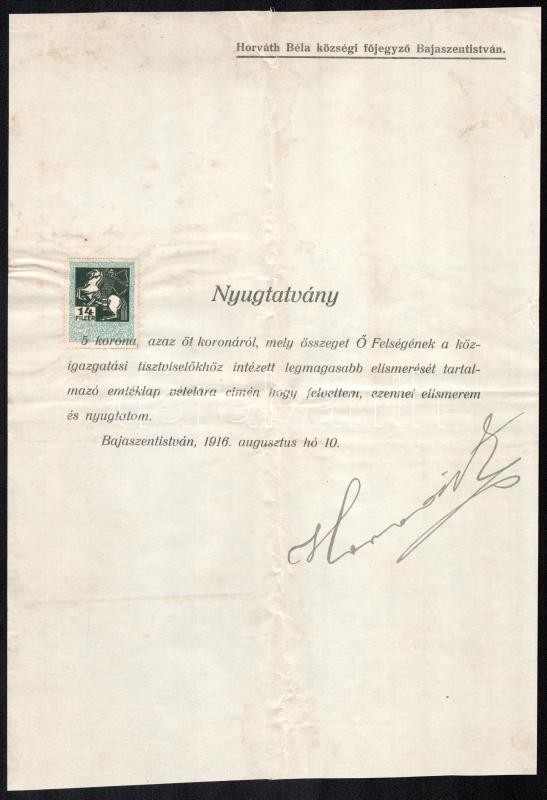 Horváth Béla községi főjegyző Bajaszentistván.
14
FILLÉR
Nyugtatvány
5 korona, azaz öt koronáról, mely összeget Ő Felségének a köz-
igazgatási tisztviselőkhöz intézett legmagasabb elismerését tartal-
mazó emléklap vételára címén hogy felvettem, ezennel elismerem
és nyugtatom.
Bajaszentistván, 1916. augusztus hó 10.
Horváth